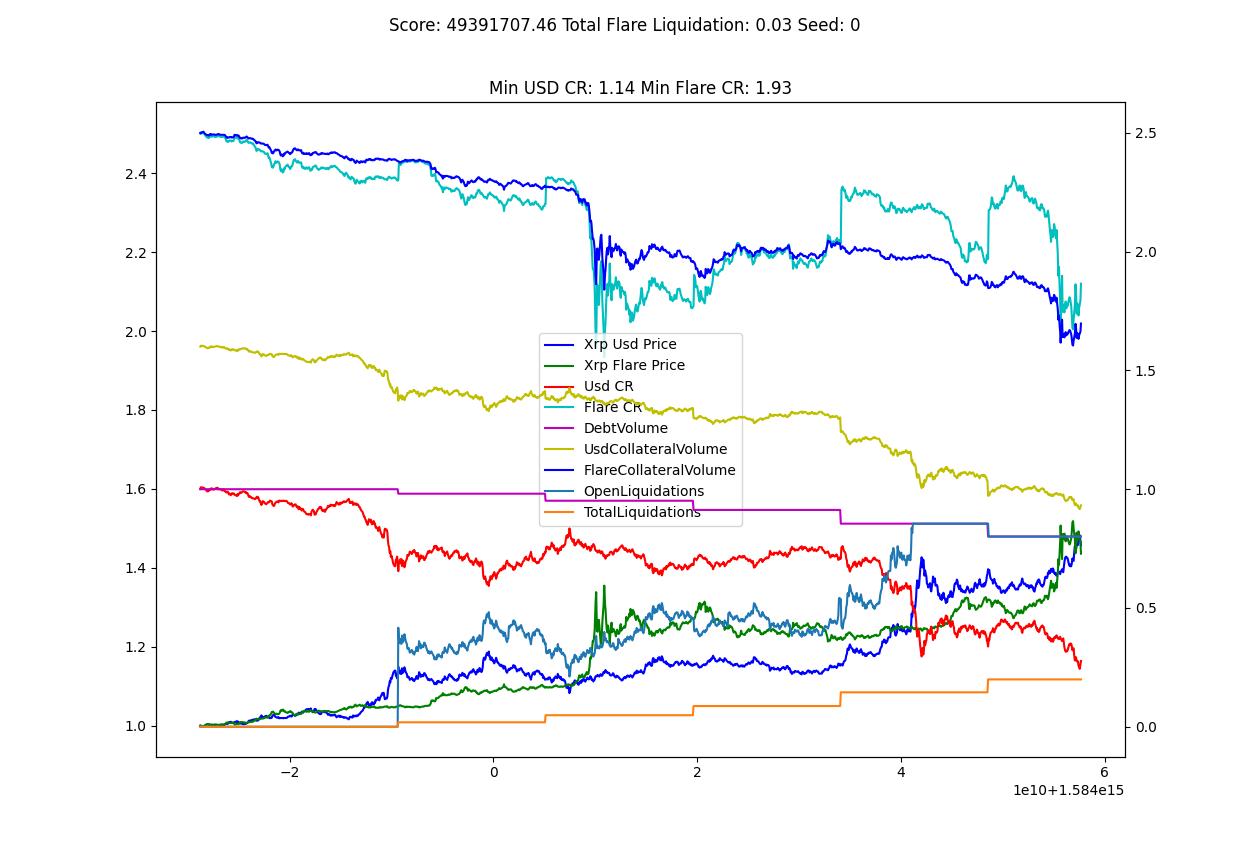 Score: 49391707.46 Total Flare Liquidation: 0.03 Seed: 0
Min USD CR: 1.14 Min Flare CR: 1.93
2.4
2.2
2.0
1.8
1.6
1.4
1.2
1.0
2.5
2.0
1.5
1.0
0.5
0.0
Xrp Usd Price
Xrp Flare Price
Usd CR
Flare CR
DebtVolume
UsdCollateralVolume
FlareCollateralVolume
OpenLiquidations
TotalLiquidations
−2 0 2 4 6
1e10+1.584e15